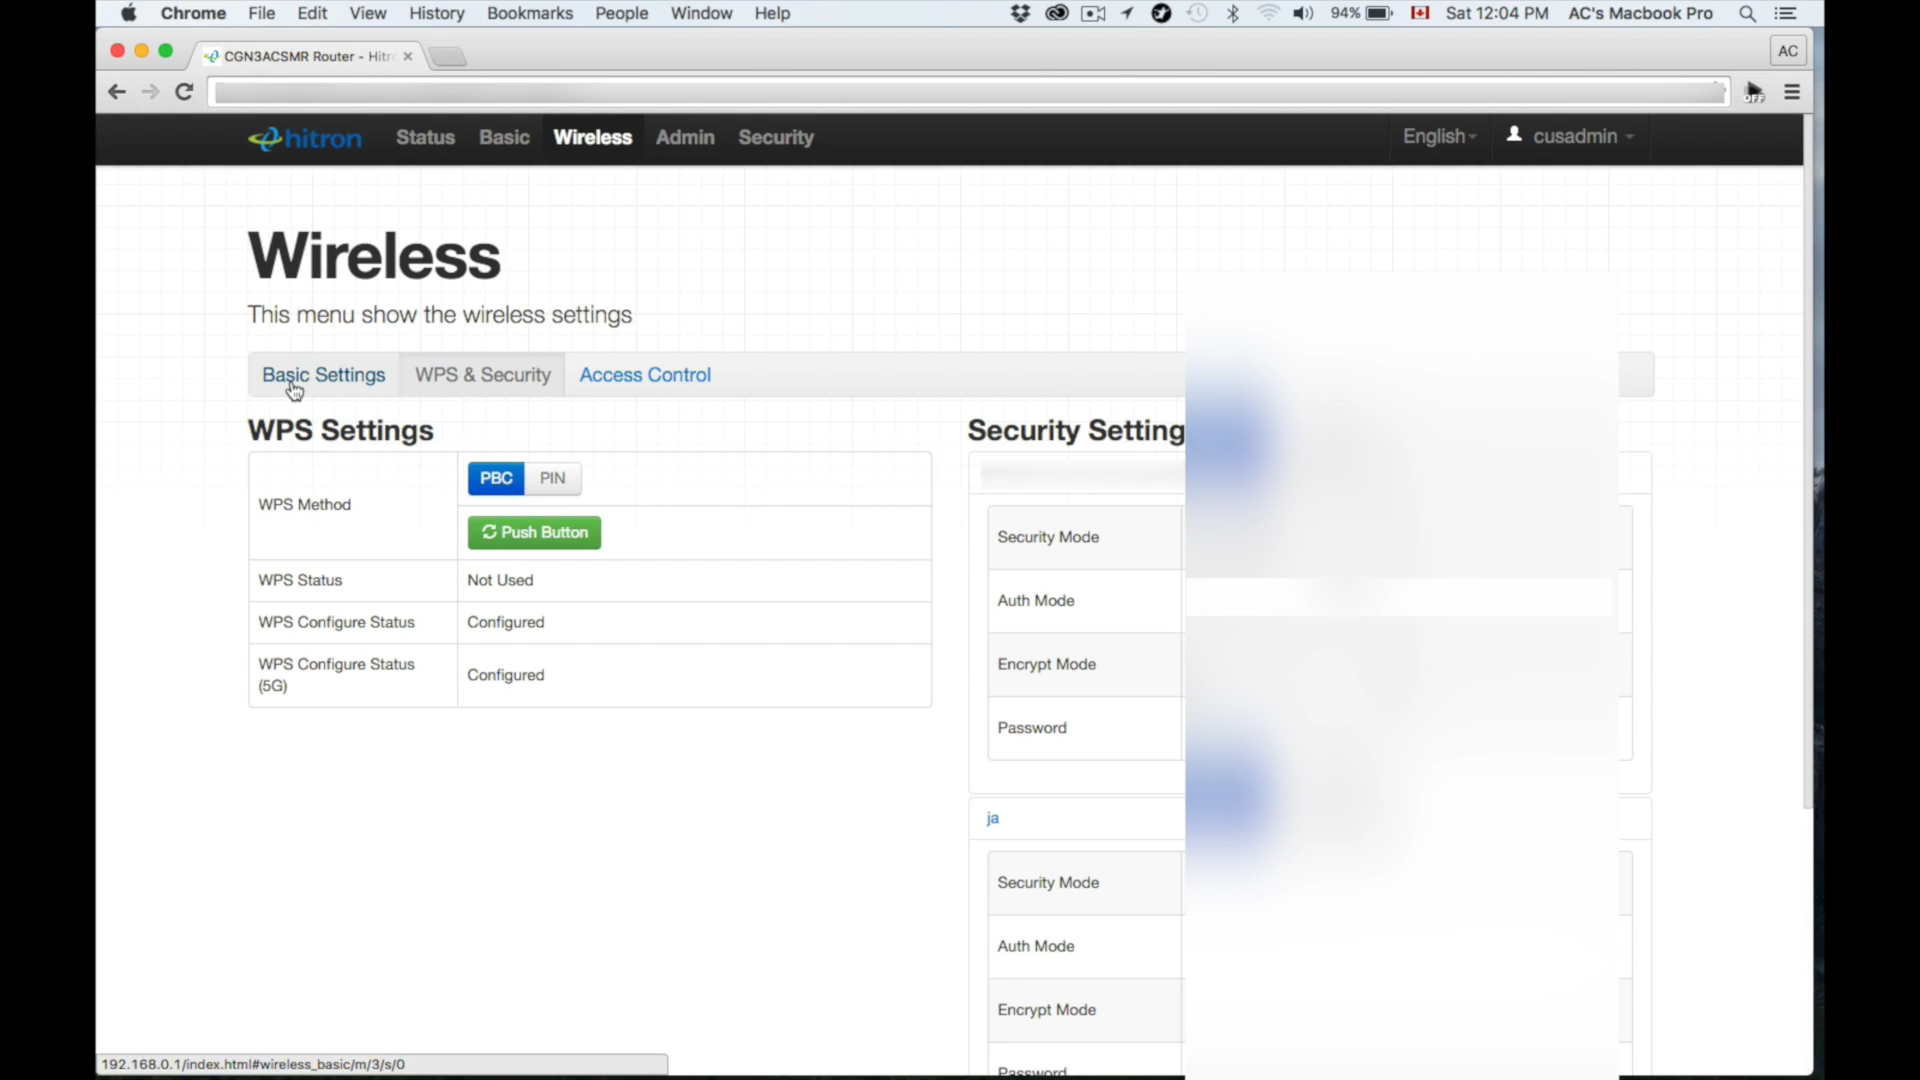 Chrome File Edit View History Bookmarks People Window Help 94% Sat 12:04 PM AC's Macbook Pro
CGN3ACSMR Router - Hitr AC
OFF
hitron Status Basic Wireless Admin Security English cusadmin
Wireless
This menu show the wireless settings
Basic Settings WPS & Security Access Control
WPS Settings
WPS Method PBC PIN
Push Button
WPS Status Not Used
WPS Configure Status Configured
WPS Configure Status (5G) Configured
Security Setting
Security Mode
Auth Mode
Encrypt Mode
Password
ja
Security Mode
Auth Mode
Encrypt Mode
Password
192.168.0.1/index.html#wireless_basic/m/3/s/0